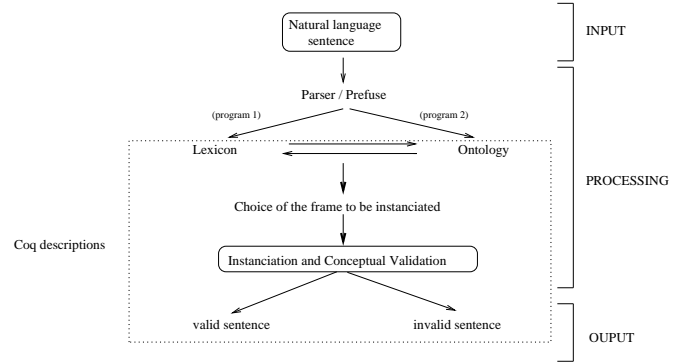 Natural language
sentence
INPUT
Parser / Prefuse
(program 1)
(program 2)
Lexicon
Ontology
PROCESSING
Choice of the frame to be instanciated
Coq descriptions
Instanciation and Conceptual Validation
valid sentence
invalid sentence
OUPUT